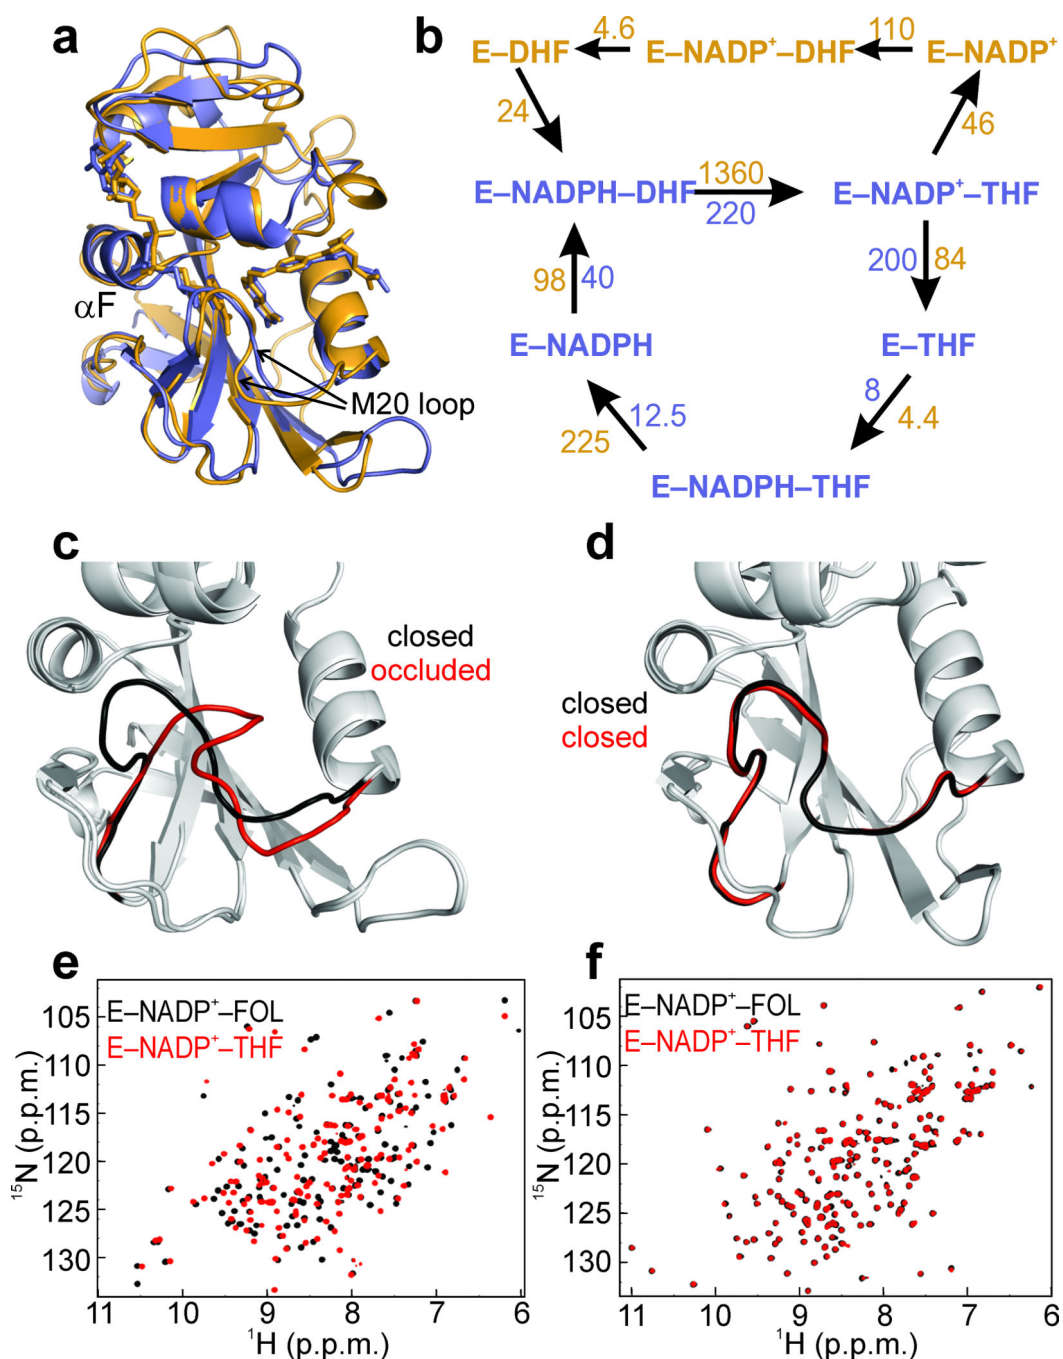 a
αF
M20 loop
b
E–DHF 4.6 E–NADP⁺–DHF 110 E–NADP⁺
24
46
E–NADPH–DHF 1360 E–NADP⁺–THF
220
98 40
200 84
E–NADPH
E–THF
225 12.5
8 4.4
E–NADPH–THF
c
closed
occluded
d
closed
closed
e
E–NADP⁺–FOL
E–NADP⁺–THF
105
110
115
120
125
130
¹⁵N (p.p.m.)
11 10 9 8 7 6
¹H (p.p.m.)
f
E–NADP⁺–FOL
E–NADP⁺–THF
105
110
115
120
125
130
¹⁵N (p.p.m.)
11 10 9 8 7 6
¹H (p.p.m.)